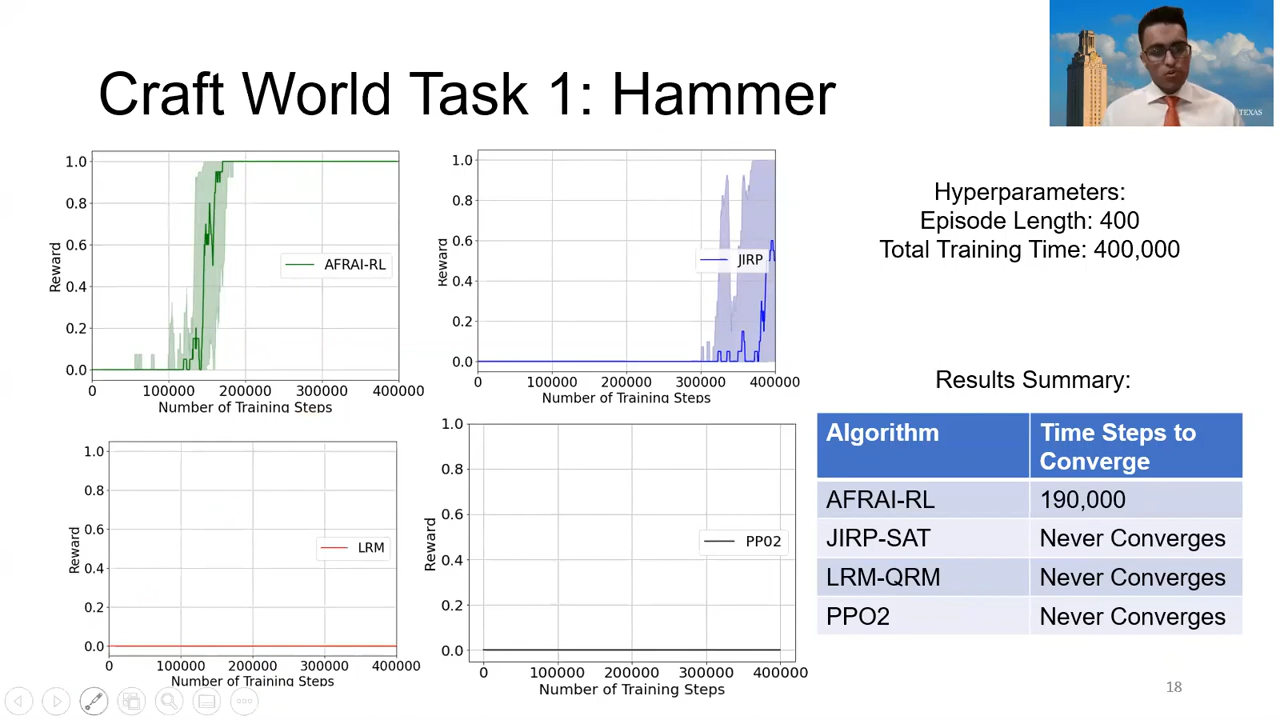 Craft World Task 1: Hammer
TEXAS
1.0
0.8
0.6
0.4
0.2
0.0
Reward
AFRAI-RL
0
100000
200000
300000
400000
Number of Training Steps
1.0
0.8
0.6
0.4
0.2
0.0
Reward
JIRP
0
100000
200000
300000
400000
Number of Training Steps
Hyperparameters:
Episode Length: 400
Total Training Time: 400,000
1.0
0.8
0.6
0.4
0.2
0.0
Reward
LRM
0
100000
200000
300000
400000
Number of Training Steps
1.0
0.8
0.6
0.4
0.2
0.0
Reward
PP02
0
100000
200000
300000
400000
Number of Training Steps
Results Summary:
Algorithm
Time Steps to
Converge
AFRAI-RL
190,000
JIRP-SAT
Never Converges
LRM-QRM
Never Converges
PPO2
Never Converges
18